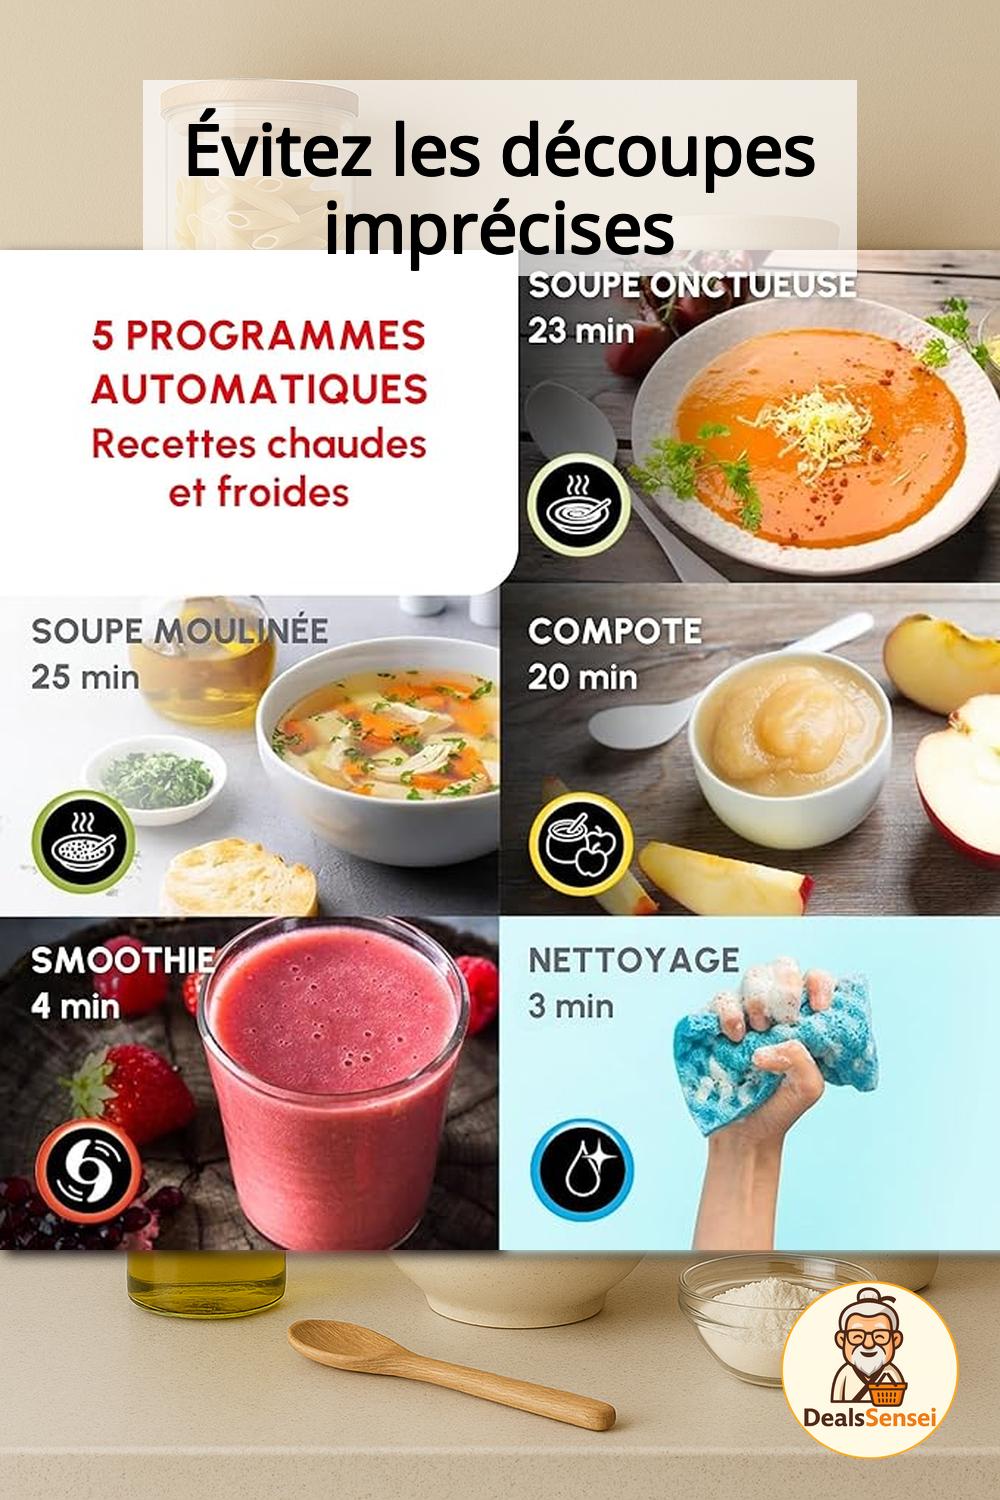 Évitez les découpes
imprécises
5 PROGRAMMES
AUTOMATIQUES
Recettes chaudes
et froides
SOUPE ONCTUEUSE
23 min
SOUPE MOULINÉE
25 min
COMPOTE
20 min
SMOOTHIE
4 min
NETTOYAGE
3 min
DealsSensei